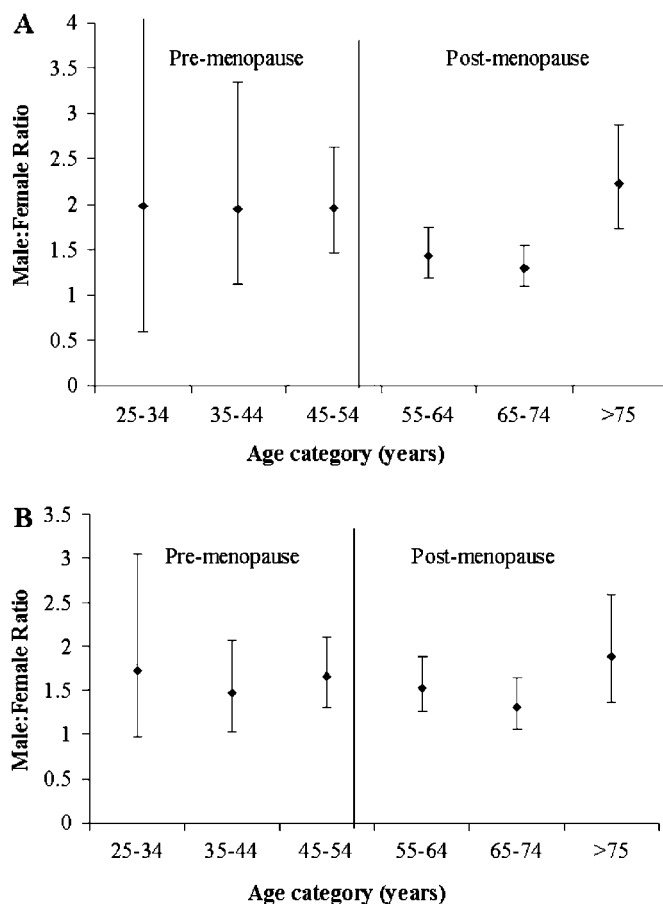 A
4
3.5
3
2.5
2
1.5
1
0.5
0
Male:Female Ratio
Pre-menopause Post-menopause
25-34 35-44 45-54 55-64 65-74 >75
Age category (years)
B
3.5
3
2.5
2
1.5
1
0.5
0
Male:Female Ratio
Pre-menopause Post-menopause
25-34 35-44 45-54 55-64 65-74 >75
Age category (years)